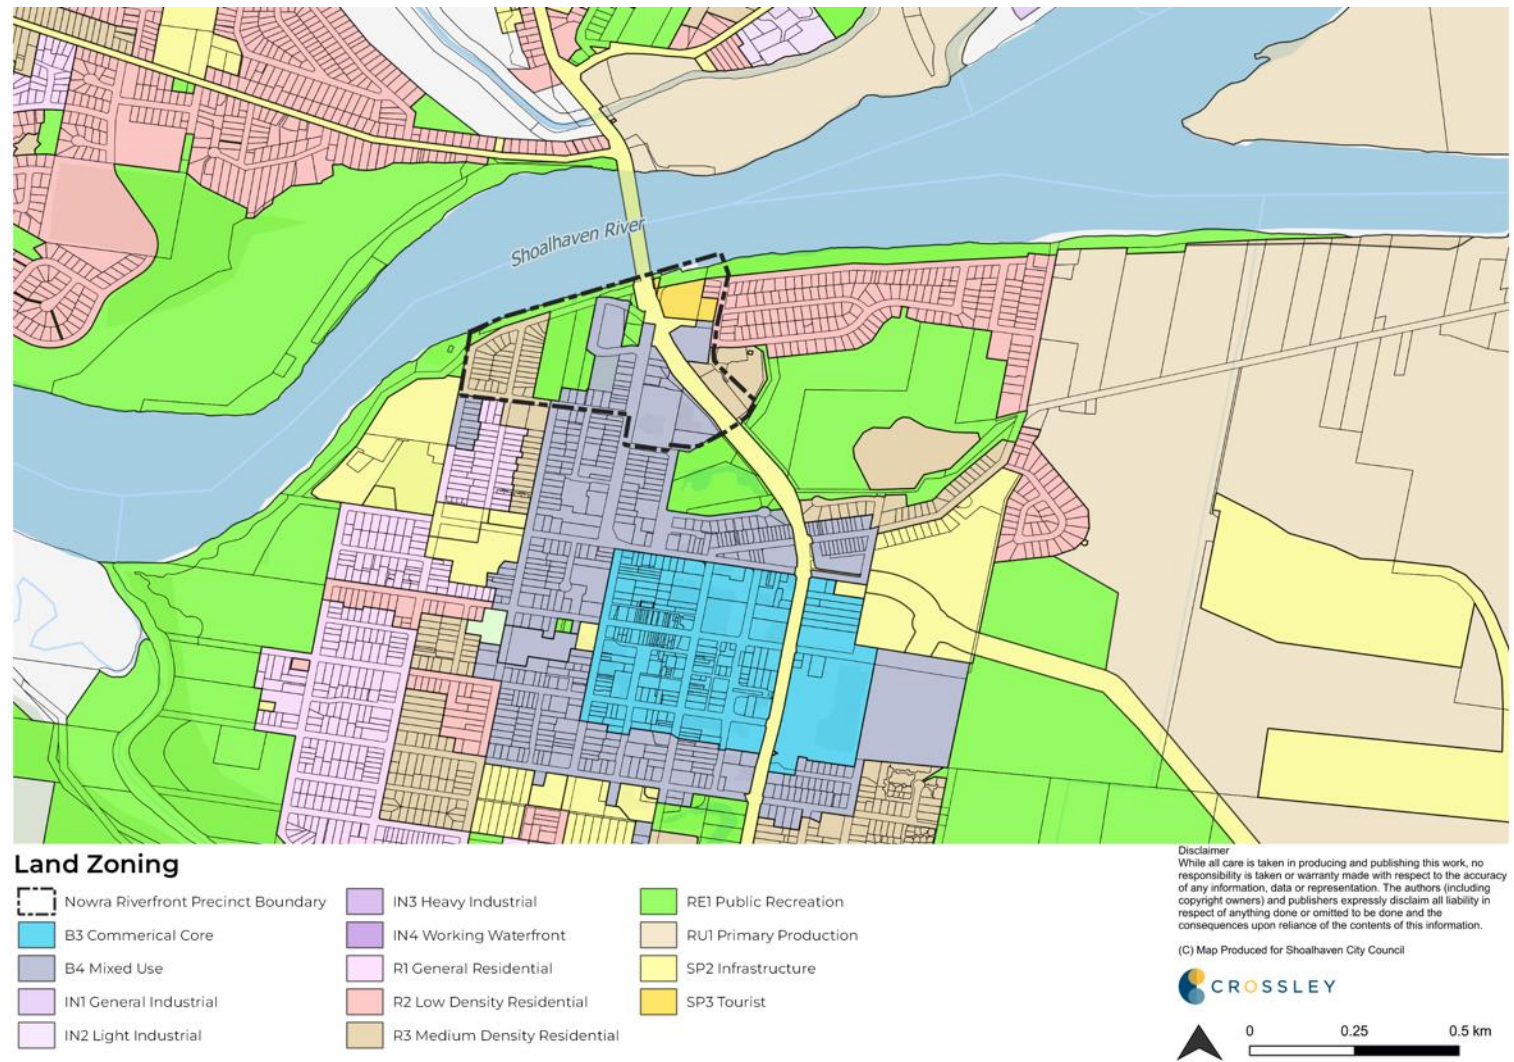 Shoalhaven River
Land Zoning
Nowra Riverfront Precinct Boundary
B3 Commerical Core
B4 Mixed Use
IN1 General Industrial
IN2 Light Industrial
IN3 Heavy Industrial
IN4 Working Waterfront
R1 General Residential
R2 Low Density Residential
R3 Medium Density Residential
RE1 Public Recreation
RU1 Primary Production
SP2 Infrastructure
SP3 Tourist
Disclaimer
While all care is taken in producing and publishing this work, no
responsibility is taken or warranty made with respect to the accuracy
of any information, data or representation. The authors (including
copyright owners) and publishers expressly disclaim all liability in
respect of anything done or omitted to be done and the
consequences upon reliance of the contents of this information.
(C) Map Produced for Shoalhaven City Council
CROSSLEY
0 0.25 0.5 km